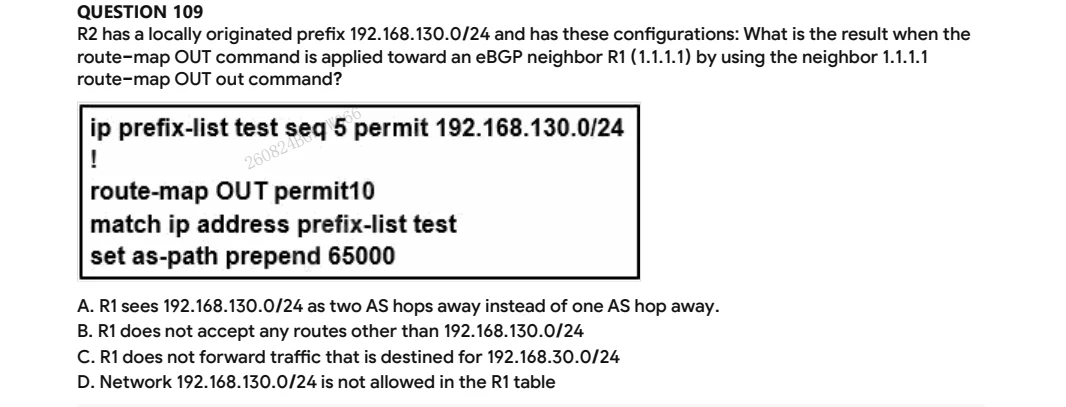 QUESTION 109
R2 has a locally originated prefix 192.168.130.0/24 and has these configurations: What is the result when the
route-map OUT command is applied toward an eBGP neighbor R1 (1.1.1.1) by using the neighbor 1.1.1.1
route-map OUT out command?
ip prefix-list test seq 5 permit 192.168.130.0/24
!
route-map OUT permit10
match ip address prefix-list test
set as-path prepend 65000
A. R1 sees 192.168.130.0/24 as two AS hops away instead of one AS hop away.
B. R1 does not accept any routes other than 192.168.130.0/24
C. R1 does not forward traffic that is destined for 192.168.30.0/24
D. Network 192.168.130.0/24 is not allowed in the R1 table